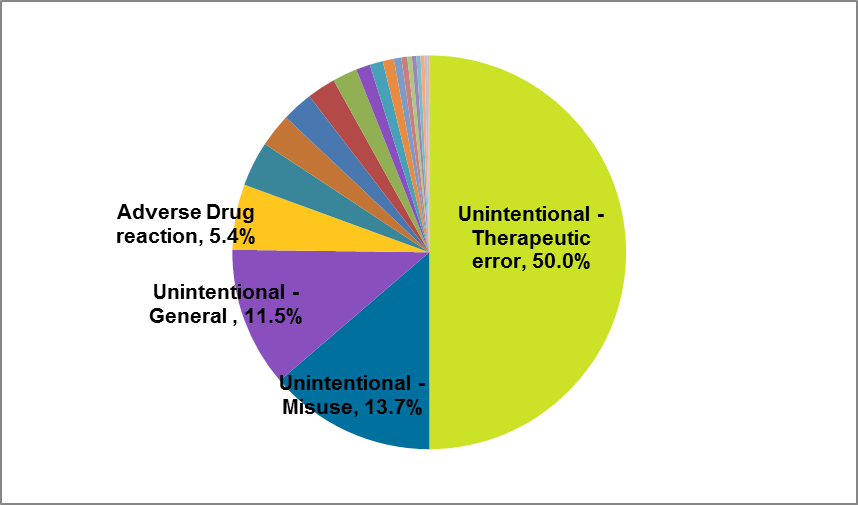 Unintentional -
Therapeutic
error, 50.0%
Adverse Drug
reaction, 5.4%
Unintentional -
General , 11.5%
Unintentional -
Misuse, 13.7%